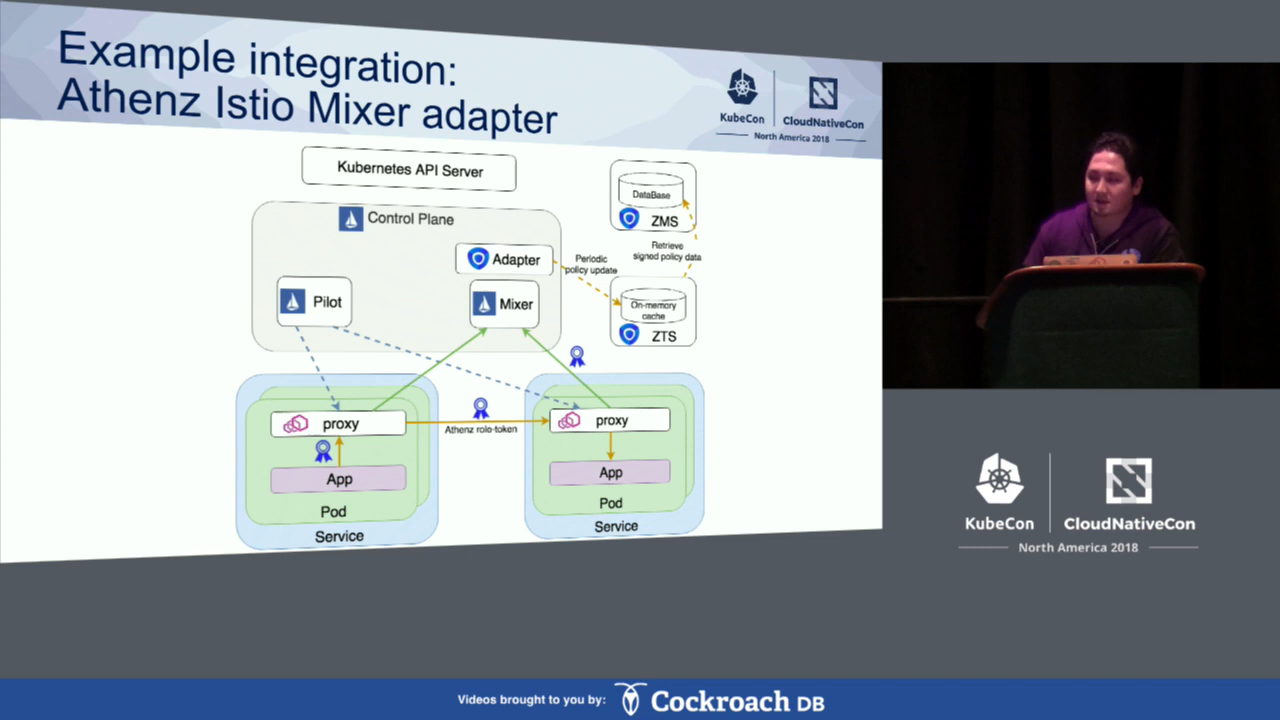 Example integration:
Athenz Istio Mixer adapter
KubeCon
CloudNativeCon
North America 2018
Kubernetes API Server
Control Plane
DataBase
ZMS
Adapter
Periodic
policy update
Retrieve
signed policy data
Pilot
Mixer
On-memory
cache
ZTS
proxy
Athenz role-token
proxy
App
App
Pod
Pod
Service
Service
KubeCon
CloudNativeCon
North America 2018
Videos brought to you by:
Cockroach DB